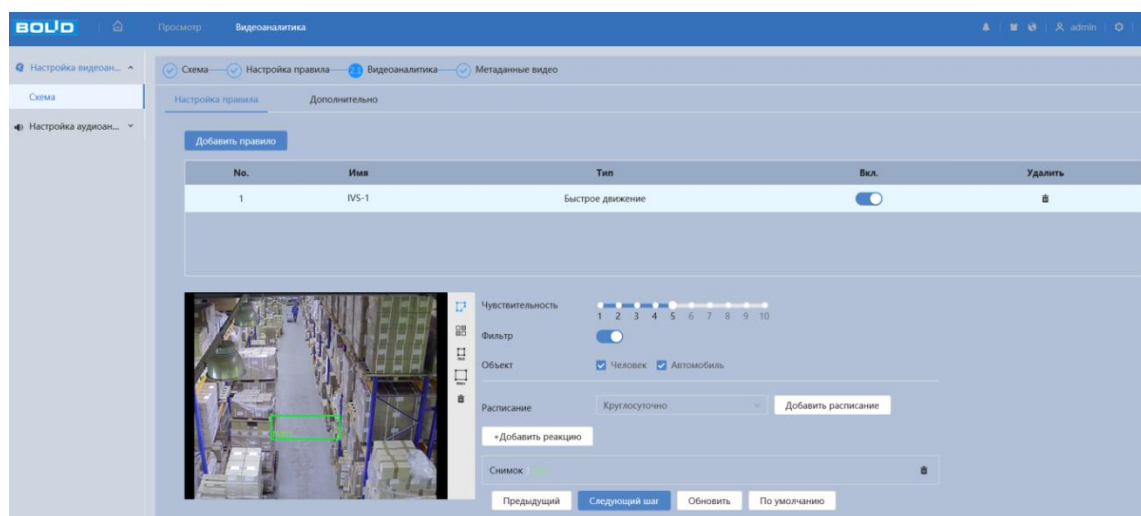 BOLID
Просмотр Видеоаналитика admin
Настройка видеоан... Схема Настройка правила 2.1 Видеоаналитика Метаданные видео
Схема Настройка правила Дополнительно
Настройка аудиоан...
Добавить правило
No. Имя Тип Вкл. Удалить
1 IVS-1 Быстрое движение
Чувствительность
1 2 3 4 5 6 7 8 9 10
Фильтр
Объект Человек Автомобиль
Расписание Круглосуточно Добавить расписание
+Добавить реакцию
Снимок
Предыдущий Следующий шаг Обновить По умолчанию